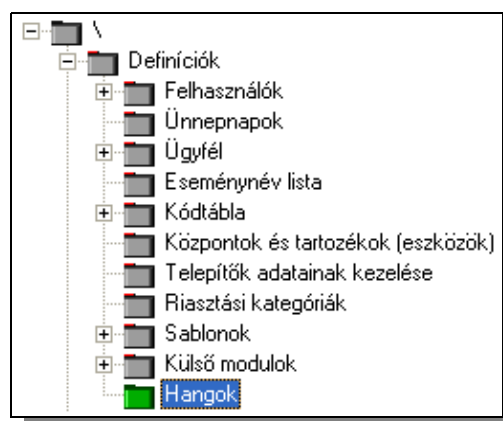 \
Definíciók
Felhasználók
Ünnepnapok
Ügyfél
Eseménynév lista
Kódtábla
Központok és tartozékok (eszközök)
Telepítők adatainak kezelése
Riasztási kategóriák
Sablonok
Külső modulok
Hangok